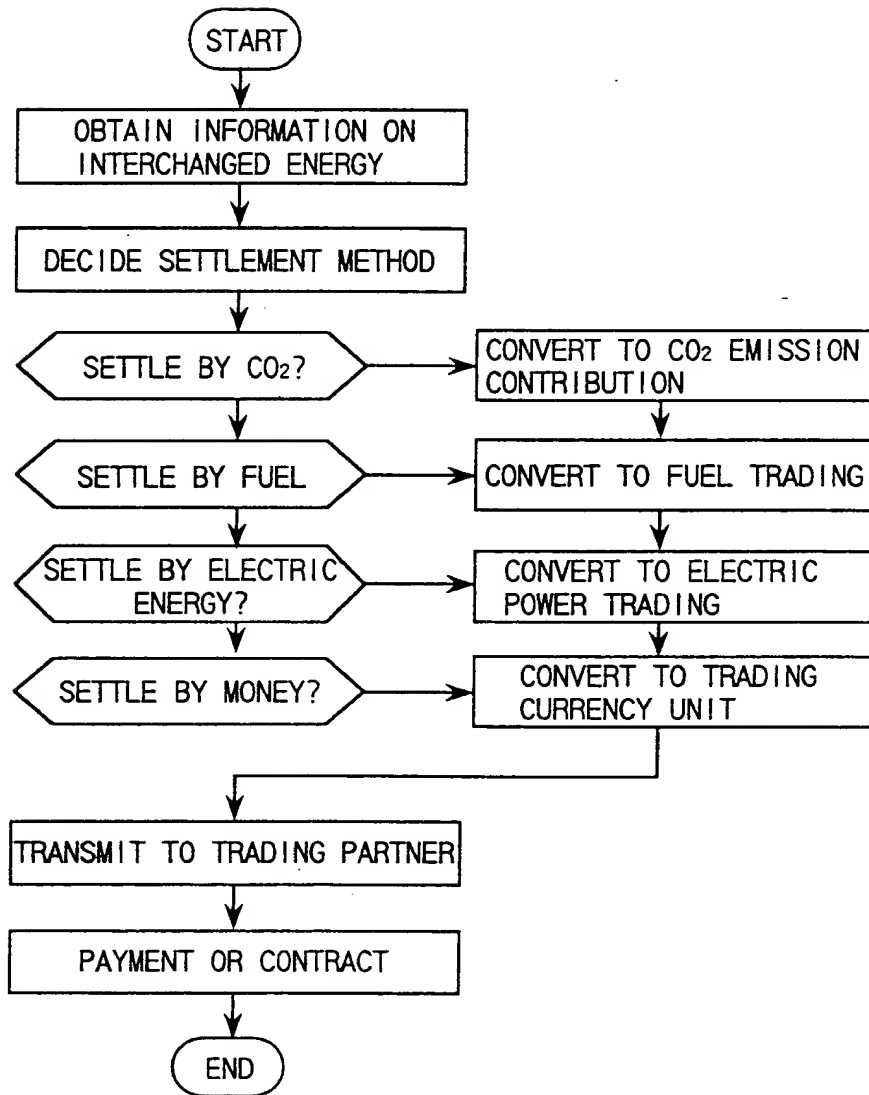 START
OBTAIN INFORMATION ON
INTERCHANGED ENERGY
DECIDE SETTLEMENT METHOD
SETTLE BY CO₂?
CONVERT TO CO₂ EMISSION
CONTRIBUTION
SETTLE BY FUEL
CONVERT TO FUEL TRADING
SETTLE BY ELECTRIC
ENERGY?
CONVERT TO ELECTRIC
POWER TRADING
SETTLE BY MONEY?
CONVERT TO TRADING
CURRENCY UNIT
TRANSMIT TO TRADING PARTNER
PAYMENT OR CONTRACT
END